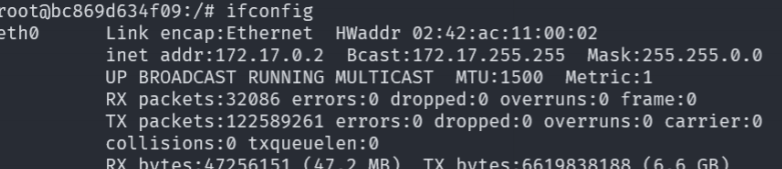 root@bc869d634f09:/# ifconfig
eth0 Link encap:Ethernet HWaddr 02:42:ac:11:00:02
inet addr:172.17.0.2 Bcast:172.17.255.255 Mask:255.255.0.0
UP BROADCAST RUNNING MULTICAST MTU:1500 Metric:1
RX packets:32086 errors:0 dropped:0 overruns:0 frame:0
TX packets:122589261 errors:0 dropped:0 overruns:0 carrier:0
collisions:0 txqueuelen:0
RX bytes:47256151 (47.2 MB) TX bytes:6619838188 (6.6 GB)